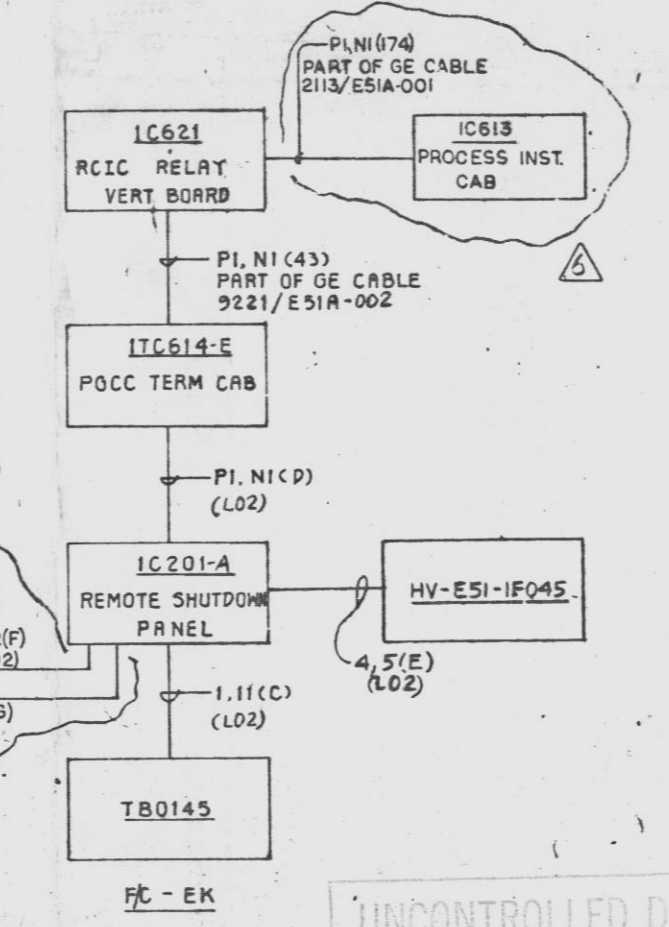 P1,N1(174)
PART OF GE CABLE
2113/E51A-001
1C621
RCIC RELAY
VERT BOARD
1C613
PROCESS INST.
CAB
P1, N1(43)
PART OF GE CABLE
9221/E51A-002
1TC614-E
PGCC TERM CAB
P1, N1(D)
(L02)
1C201-A
REMOTE SHUTDOWN
PANEL
HV-E51-1F045
(F)
4,5(E)
(L02)
1,11(C)
(L02)
TB0145
F/C - EK
UNCONTROLLED D